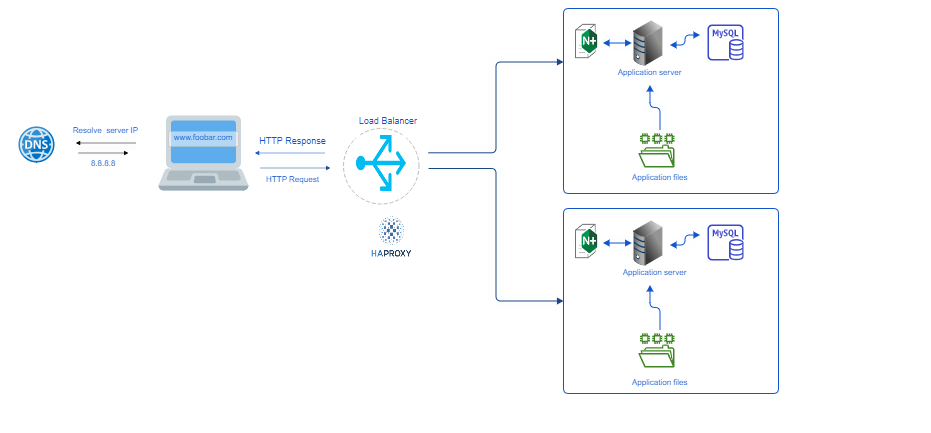 Resolve server IP
DNS
8.8.8.8
www.foobar.com
HTTP Response
HTTP Request
Load Balancer
HAPROXY
N+
MySQL
Application server
Application files
N+
MySQL
Application server
Application files